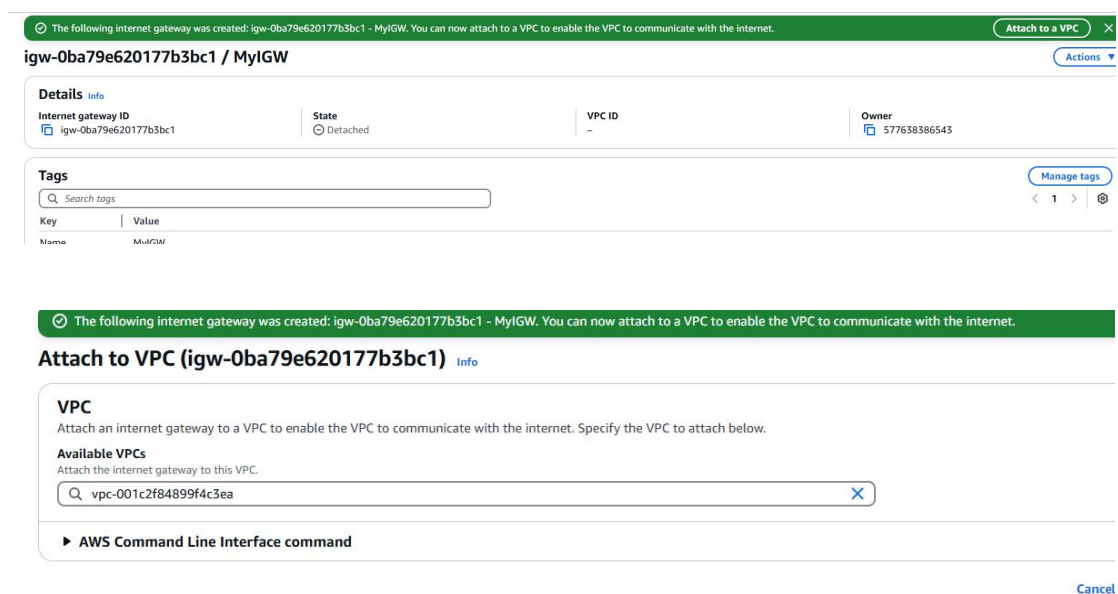 The following internet gateway was created: igw-0ba79e620177b3bc1 - MyIGW. You can now attach to a VPC to enable the VPC to communicate with the internet. Attach to a VPC
igw-0ba79e620177b3bc1 / MyIGW Actions
Details Info
Internet gateway ID State VPC ID Owner
igw-0ba79e620177b3bc1 Detached – 577638386543
Tags Manage tags
Search tags 1
Key Value
Name MyIGW
The following internet gateway was created: igw-0ba79e620177b3bc1 - MyIGW. You can now attach to a VPC to enable the VPC to communicate with the internet.
Attach to VPC (igw-0ba79e620177b3bc1) Info
VPC
Attach an internet gateway to a VPC to enable the VPC to communicate with the internet. Specify the VPC to attach below.
Available VPCs
Attach the internet gateway to this VPC.
vpc-001c2f84899f4c3ea
AWS Command Line Interface command
Cancel